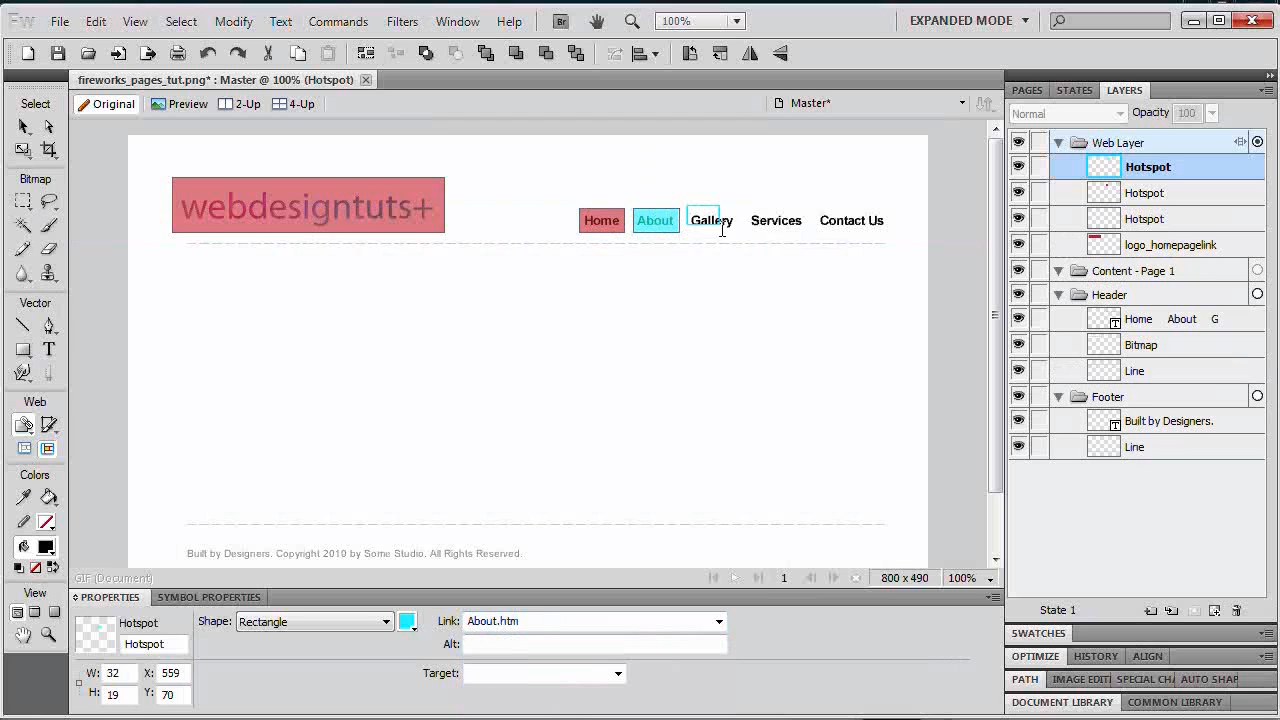 Fw File Edit View Select Modify Text Commands Filters Window Help Br 100% EXPANDED MODE
fireworks_pages_tut.png* : Master @ 100% (Hotspot)
Original Preview 2-Up 4-Up Master*
Select
Bitmap
Vector
Web
Colors
View
webdesigntuts+
Home About Gallery Services Contact Us
Built by Designers. Copyright 2010 by Some Studio. All Rights Reserved.
GIF (Document) 1 800 x 490 100%
PROPERTIES SYMBOL PROPERTIES
Hotspot Shape: Rectangle Link: About.htm
Hotspot Alt:
W: 32 X: 559 Target:
H: 19 Y: 70
PAGES STATES LAYERS
Normal Opacity 100
Web Layer
Hotspot
Hotspot
Hotspot
logo_homepagelink
Content - Page 1
Header
Home About G
Bitmap
Line
Footer
Built by Designers.
Line
State 1
SWATCHES
OPTIMIZE HISTORY ALIGN
PATH IMAGE EDITI SPECIAL CHA AUTO SHAP
DOCUMENT LIBRARY COMMON LIBRARY